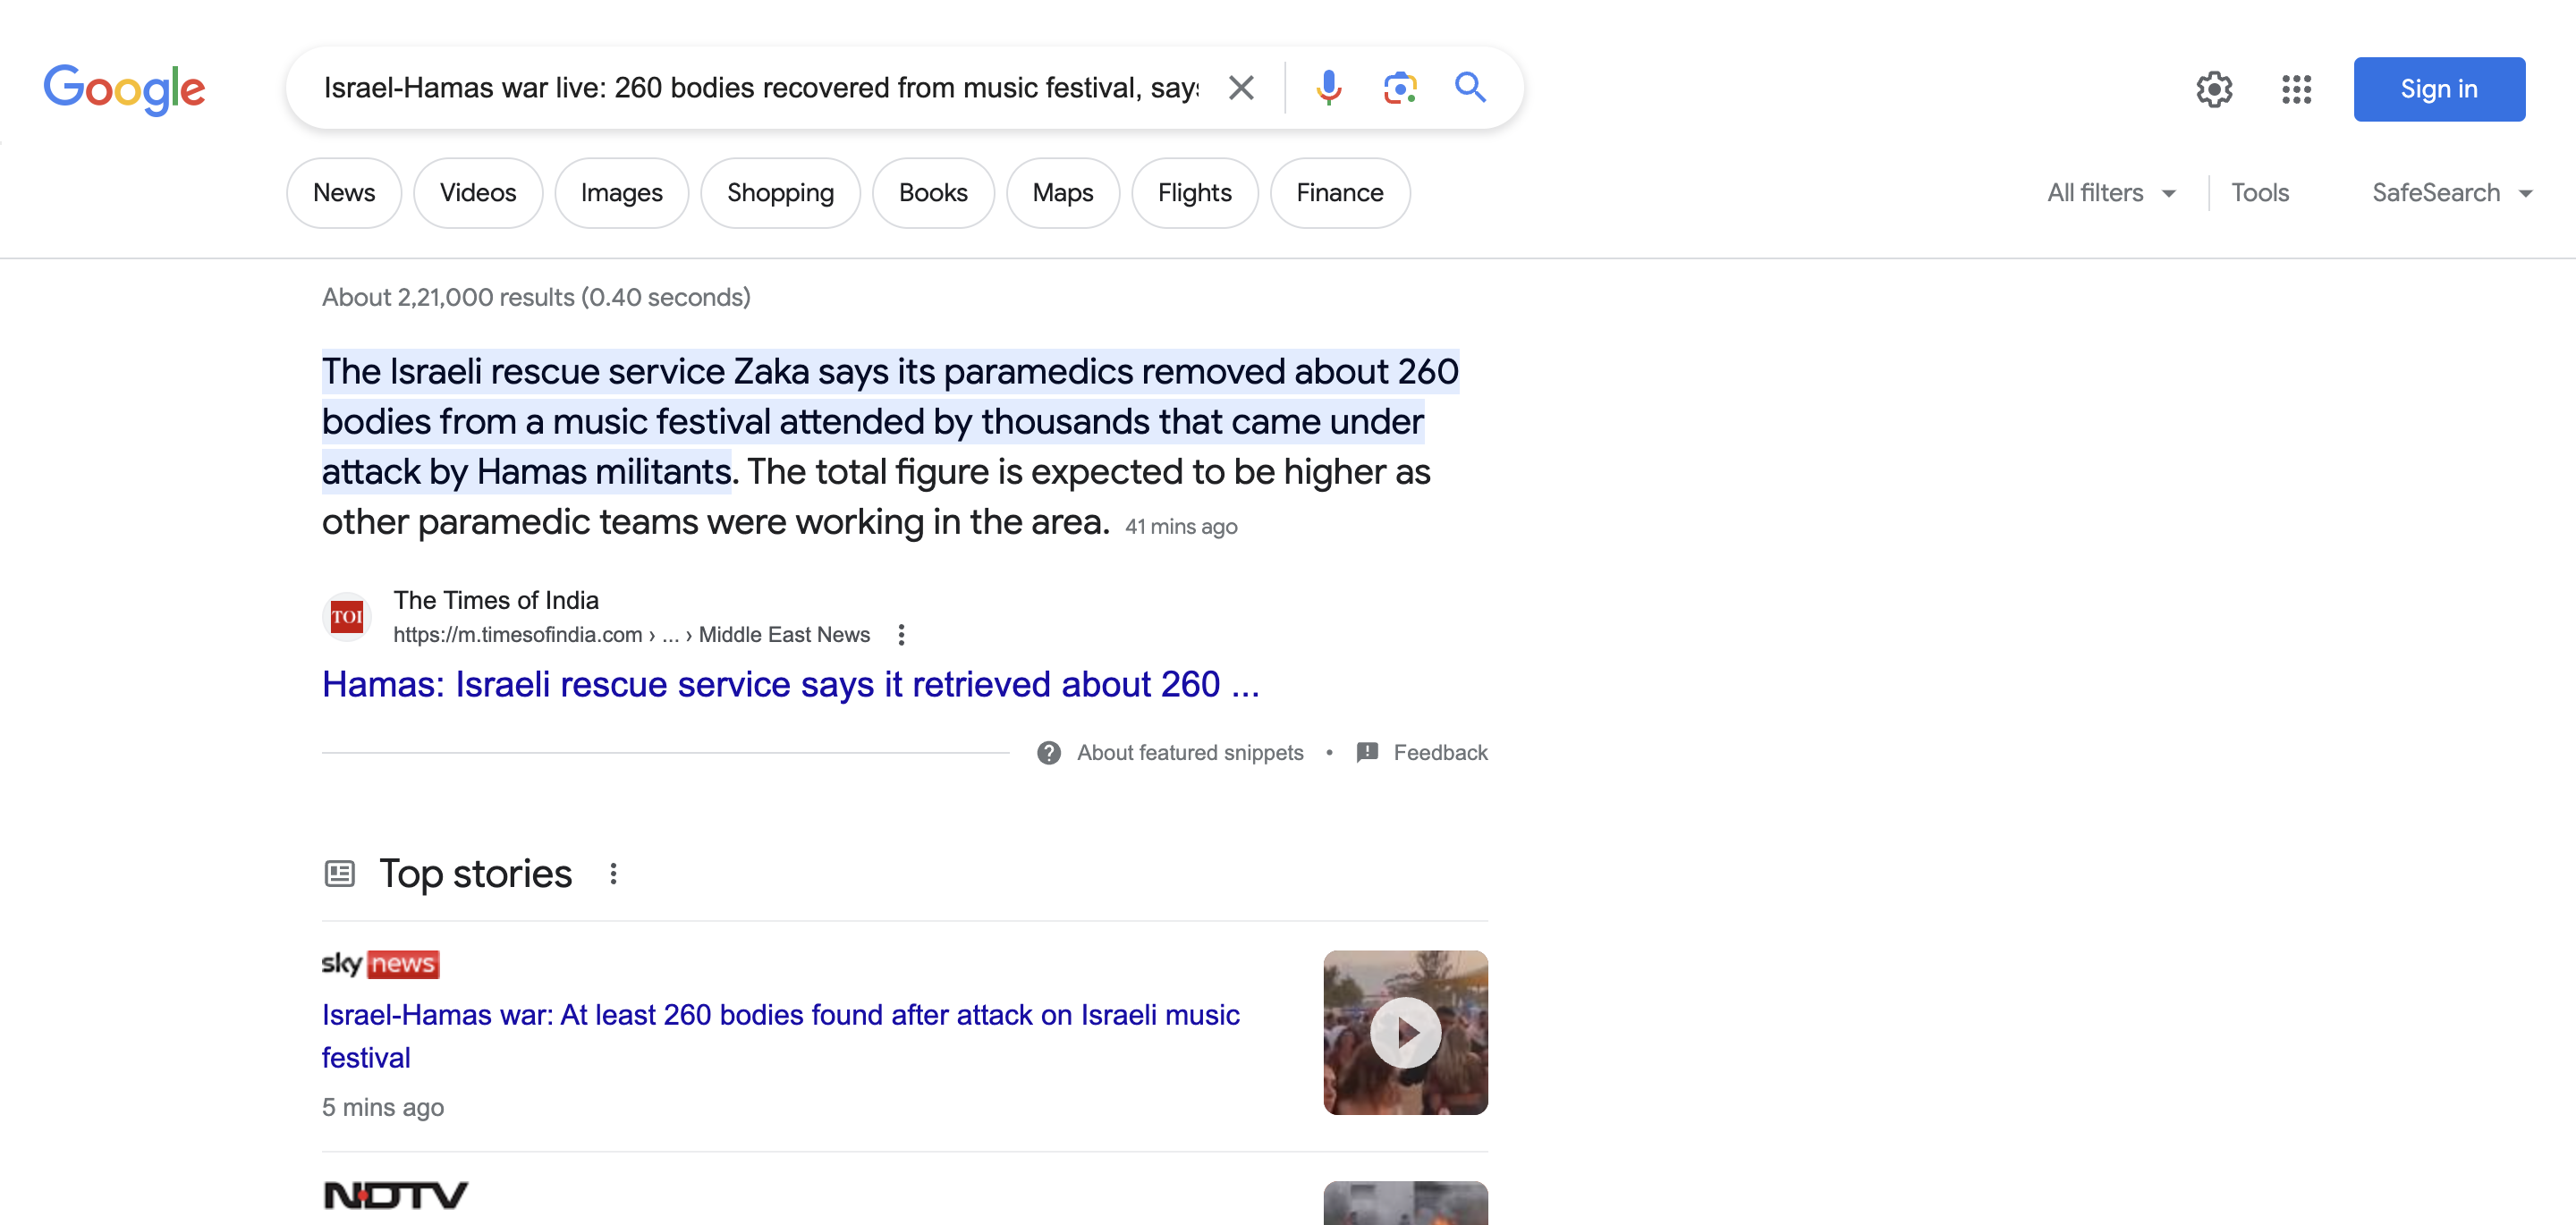 Google
Israel-Hamas war live: 260 bodies recovered from music festival, say
Sign in
News
Videos
Images
Shopping
Books
Maps
Flights
Finance
All filters
Tools
SafeSearch
About 2,21,000 results (0.40 seconds)
The Israeli rescue service Zaka says its paramedics removed about 260
bodies from a music festival attended by thousands that came under
attack by Hamas militants. The total figure is expected to be higher as
other paramedic teams were working in the area. 41 mins ago
TOI
The Times of India
https://m.timesofindia.com › ... › Middle East News
Hamas: Israeli rescue service says it retrieved about 260 ...
About featured snippets • Feedback
Top stories
sky news
Israel-Hamas war: At least 260 bodies found after attack on Israeli music
festival
5 mins ago
NDTV